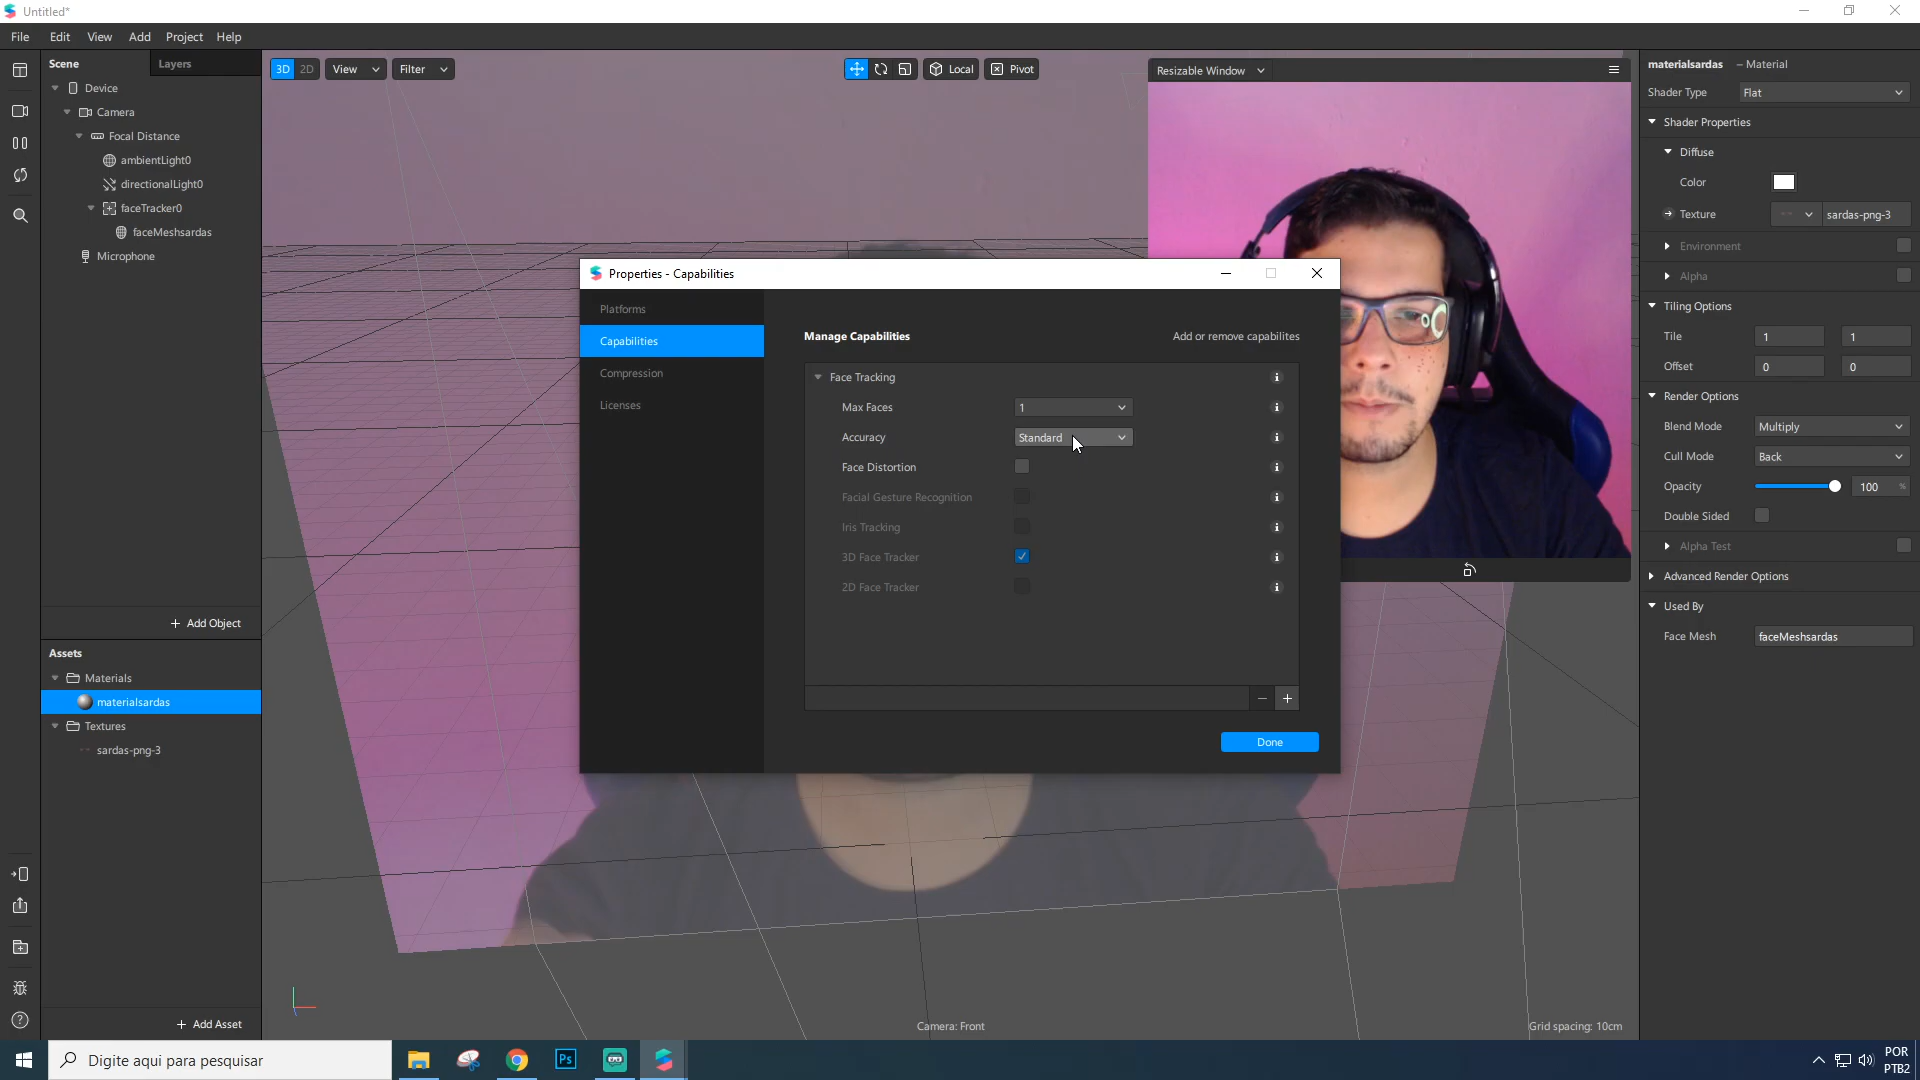 Untitled*
File Edit View Add Project Help
Scene Layers
Device
Camera
Focal Distance
ambientLight0
directionalLight0
faceTracker0
faceMeshsardas
Microphone
+ Add Object
Assets
Materials
materialsardas
Textures
sardas-png-3
+ Add Asset
3D 2D View Filter
Local Pivot
Resizable Window
Properties - Capabilities
Platforms
Capabilities
Compression
Licenses
Manage Capabilities Add or remove capabilites
Face Tracking
Max Faces 1
Accuracy Standard
Face Distortion
Facial Gesture Recognition
Iris Tracking
3D Face Tracker
2D Face Tracker
Done
Camera: Front
Grid spacing: 10cm
materialsardas – Material
Shader Type Flat
Shader Properties
Diffuse
Color
Texture sardas-png-3
Environment
Alpha
Tiling Options
Tile 1 1
Offset 0 0
Render Options
Blend Mode Multiply
Cull Mode Back
Opacity 100 %
Double Sided
Alpha Test
Advanced Render Options
Used By
Face Mesh faceMeshsardas
Digite aqui para pesquisar
Ps
POR
PTB2